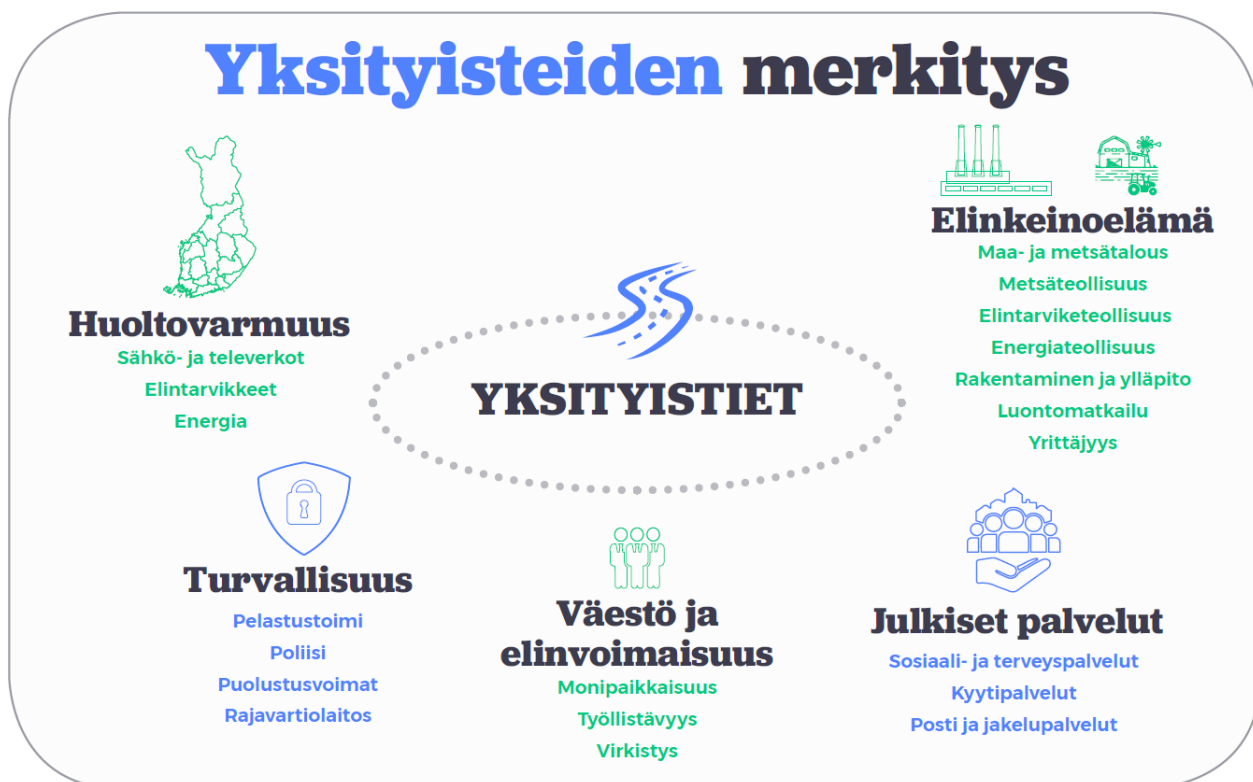 Yksityisteiden merkitys
Huoltovarmuus
Sähkö- ja televerkot
Elintarvikkeet
Energia
YKSITYISTIET
Elinkeinoelämä
Maa- ja metsätalous
Metsäteollisuus
Elintarviketeollisuus
Energiateollisuus
Rakentaminen ja ylläpito
Luontomatkailu
Yrittäjyys
Turvallisuus
Pelastustoimi
Poliisi
Puolustusvoimat
Rajavartiolaitos
Väestö ja
elinvoimaisuus
Monipaikkaisuus
Työllistävyys
Virkistys
Julkiset palvelut
Sosiaali- ja terveyspalvelut
Kyytipalvelut
Posti ja jakelupalvelut